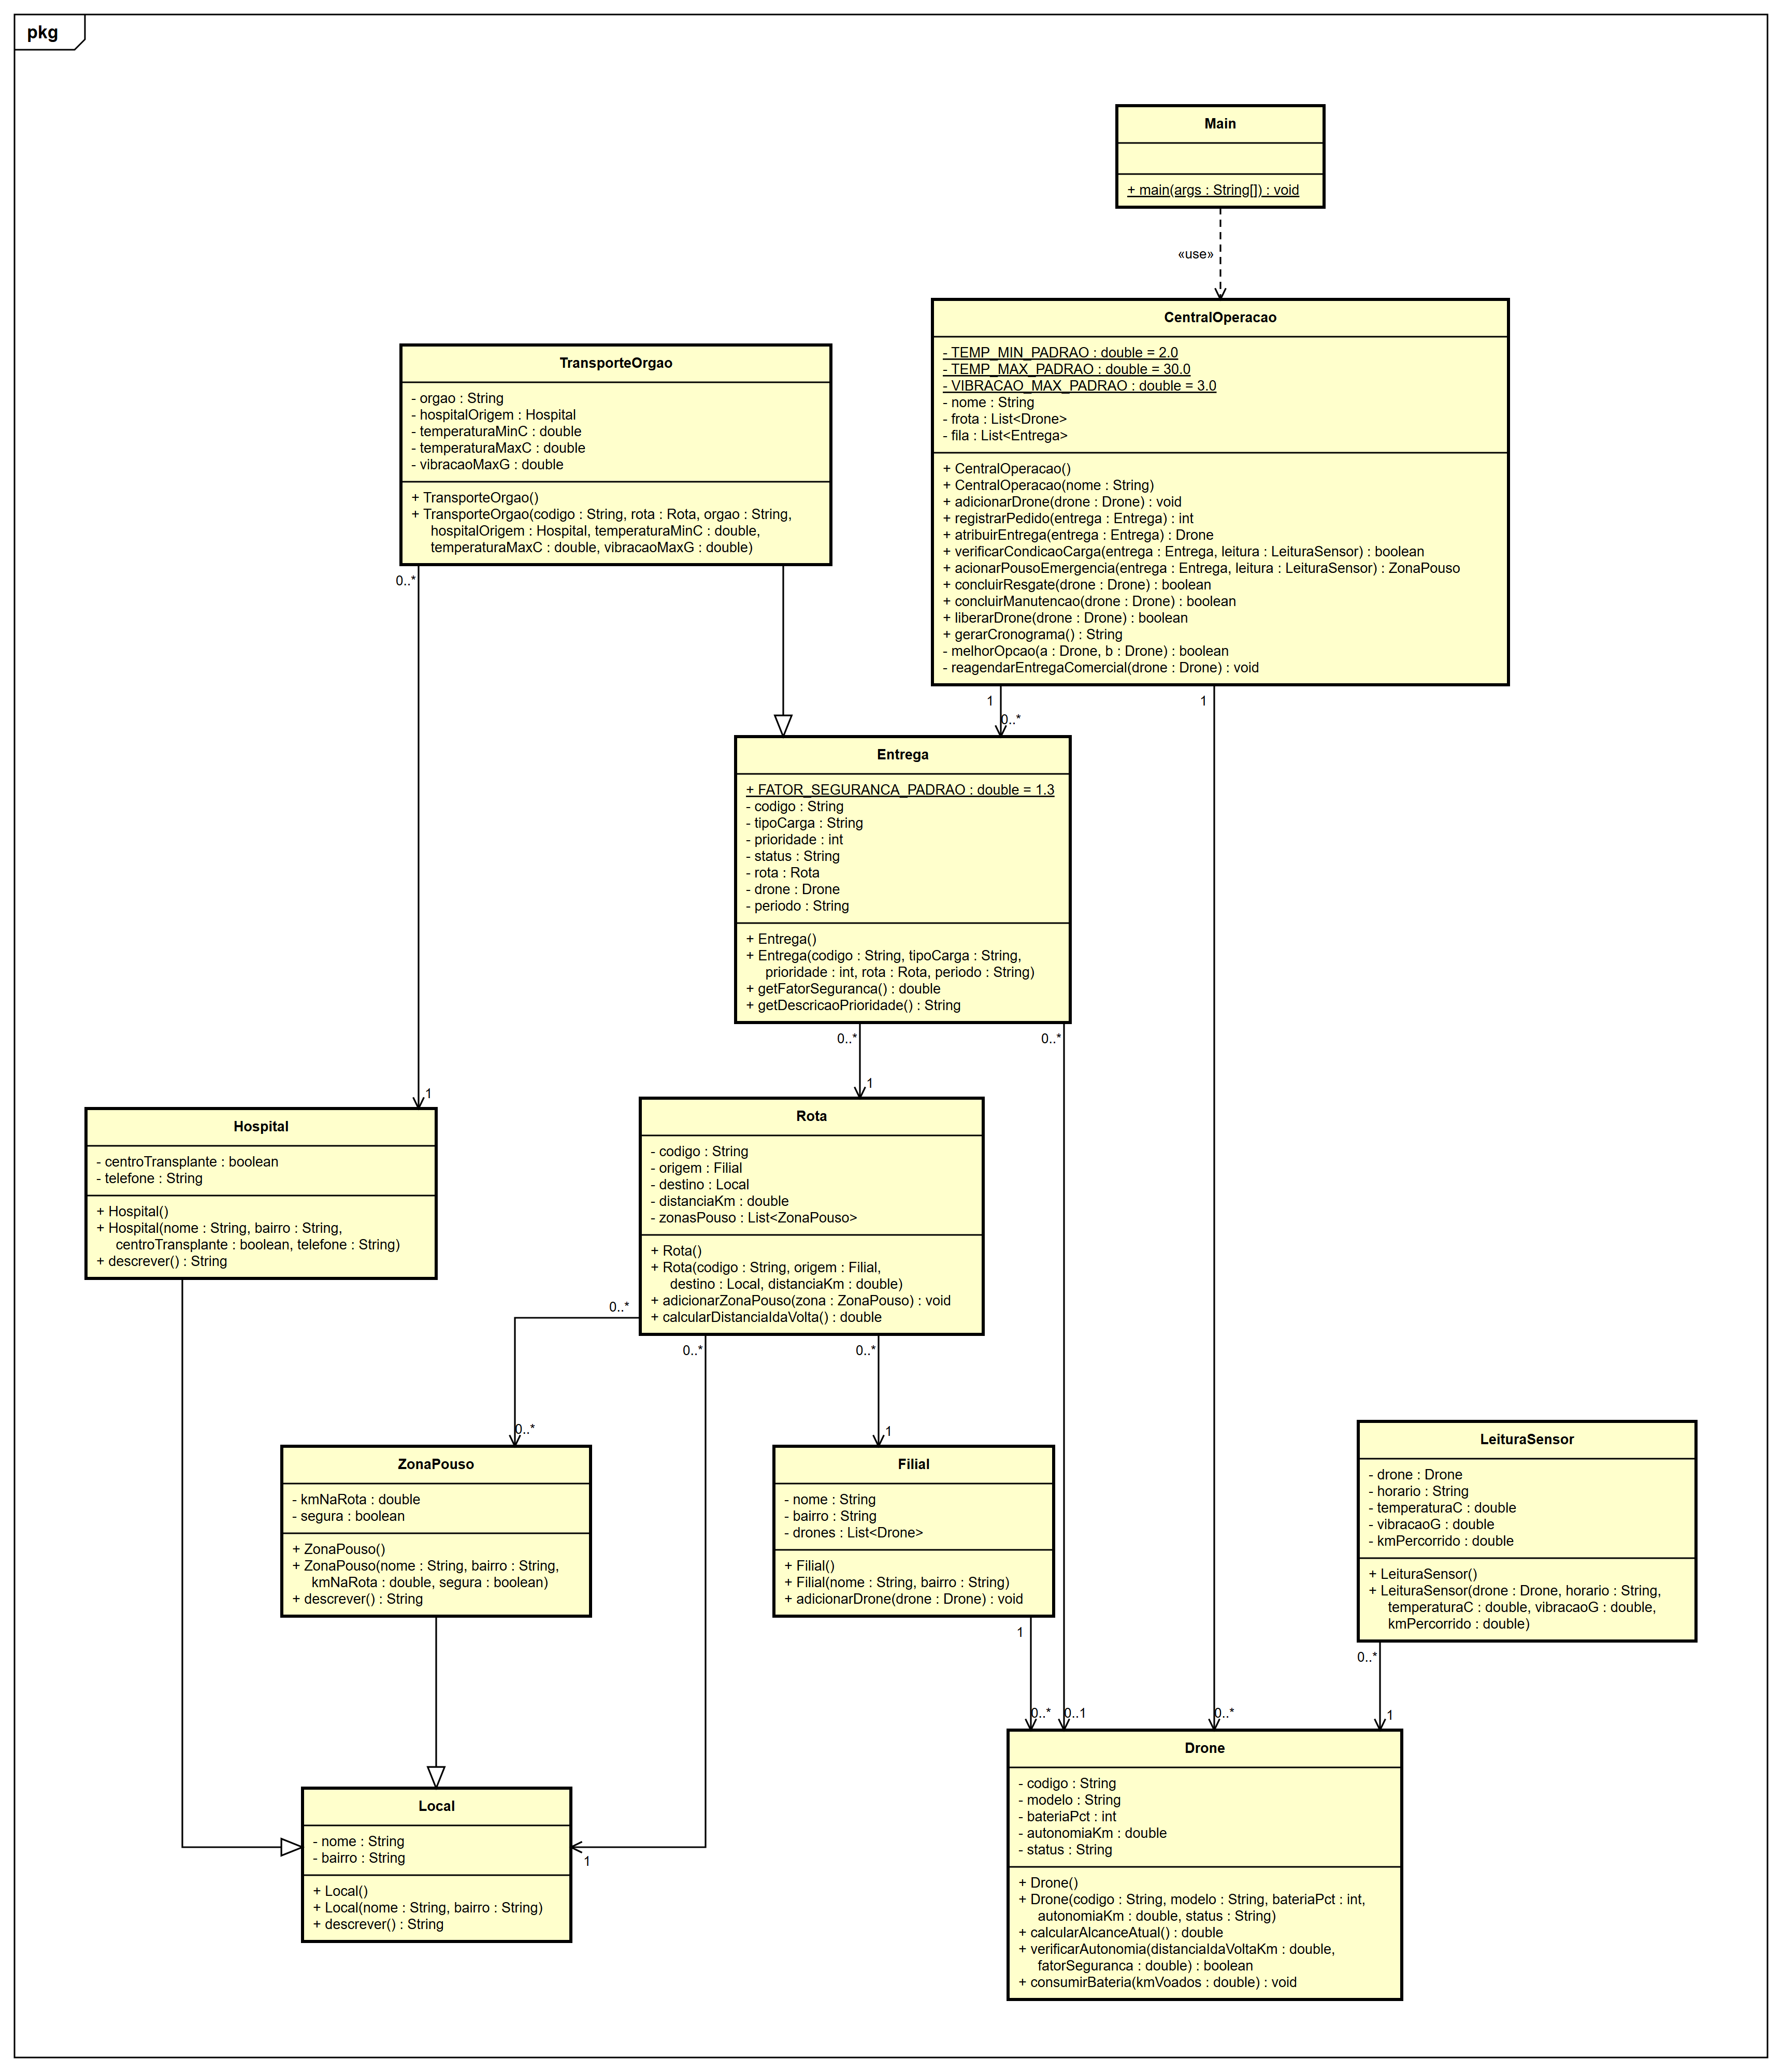 pkg
Main
+ main(args : String[]) : void
«use»
CentralOperacao
- TEMP_MIN_PADRAO : double = 2.0
- TEMP_MAX_PADRAO : double = 30.0
- VIBRACAO_MAX_PADRAO : double = 3.0
- nome : String
- frota : List<Drone>
- fila : List<Entrega>
+ CentralOperacao()
+ CentralOperacao(nome : String)
+ adicionarDrone(drone : Drone) : void
+ registrarPedido(entrega : Entrega) : int
+ atribuirEntrega(entrega : Entrega) : Drone
+ verificarCondicaoCarga(entrega : Entrega, leitura : LeituraSensor) : boolean
+ acionarPousoEmergencia(entrega : Entrega, leitura : LeituraSensor) : ZonaPouso
+ concluirResgate(drone : Drone) : boolean
+ concluirManutencao(drone : Drone) : boolean
+ liberarDrone(drone : Drone) : boolean
+ gerarCronograma() : String
- melhorOpcao(a : Drone, b : Drone) : boolean
- reagendarEntregaComercial(drone : Drone) : void
TransporteOrgao
- orgao : String
- hospitalOrigem : Hospital
- temperaturaMinC : double
- temperaturaMaxC : double
- vibracaoMaxG : double
+ TransporteOrgao()
+ TransporteOrgao(codigo : String, rota : Rota, orgao : String,
hospitalOrigem : Hospital, temperaturaMinC : double,
temperaturaMaxC : double, vibracaoMaxG : double)
0..*
1
1
0..*
Entrega
+ FATOR_SEGURANCA_PADRAO : double = 1.3
- codigo : String
- tipoCarga : String
- prioridade : int
- status : String
- rota : Rota
- drone : Drone
- periodo : String
+ Entrega()
+ Entrega(codigo : String, tipoCarga : String,
prioridade : int, rota : Rota, periodo : String)
+ getFatorSeguranca() : double
+ getDescricaoPrioridade() : String
0..*
0..*
1
1
Hospital
- centroTransplante : boolean
- telefone : String
+ Hospital()
+ Hospital(nome : String, bairro : String,
centroTransplante : boolean, telefone : String)
+ descrever() : String
Rota
- codigo : String
- origem : Filial
- destino : Local
- distanciaKm : double
- zonasPouso : List<ZonaPouso>
+ Rota()
+ Rota(codigo : String, origem : Filial,
destino : Local, distanciaKm : double)
+ adicionarZonaPouso(zona : ZonaPouso) : void
+ calcularDistanciaIdaVolta() : double
0..*
0..*
0..*
0..*
1
ZonaPouso
- kmNaRota : double
- segura : boolean
+ ZonaPouso()
+ ZonaPouso(nome : String, bairro : String,
kmNaRota : double, segura : boolean)
+ descrever() : String
Filial
- nome : String
- bairro : String
- drones : List<Drone>
+ Filial()
+ Filial(nome : String, bairro : String)
+ adicionarDrone(drone : Drone) : void
LeituraSensor
- drone : Drone
- horario : String
- temperaturaC : double
- vibracaoG : double
- kmPercorrido : double
+ LeituraSensor()
+ LeituraSensor(drone : Drone, horario : String,
temperaturaC : double, vibracaoG : double,
kmPercorrido : double)
1
0..*
0..*
0..1
0..*
1
Local
- nome : String
- bairro : String
+ Local()
+ Local(nome : String, bairro : String)
+ descrever() : String
1
Drone
- codigo : String
- modelo : String
- bateriaPct : int
- autonomiaKm : double
- status : String
+ Drone()
+ Drone(codigo : String, modelo : String, bateriaPct : int,
autonomiaKm : double, status : String)
+ calcularAlcanceAtual() : double
+ verificarAutonomia(distanciaIdaVoltaKm : double,
fatorSeguranca : double) : boolean
+ consumirBateria(kmVoados : double) : void